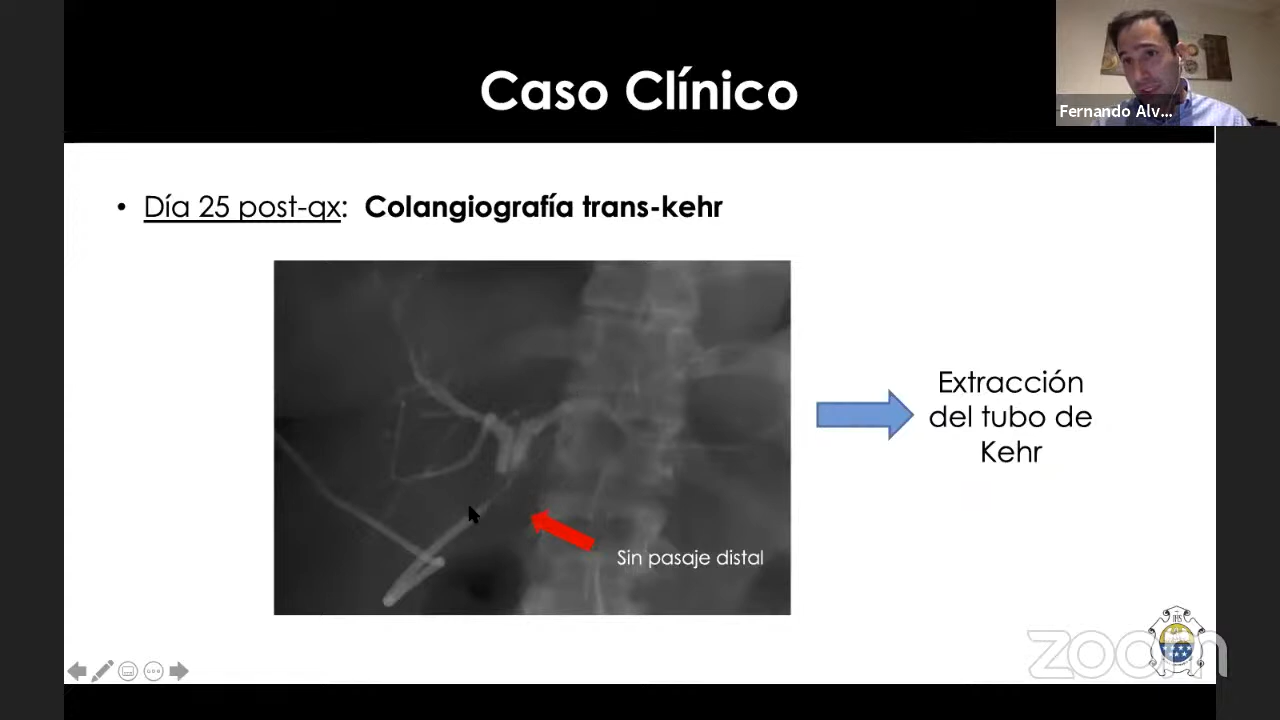 Caso Clínico
Fernando Alv...
• Día 25 post-qx: Colangiografía trans-kehr
Extracción
del tubo de
Kehr
Sin pasaje distal
zoom